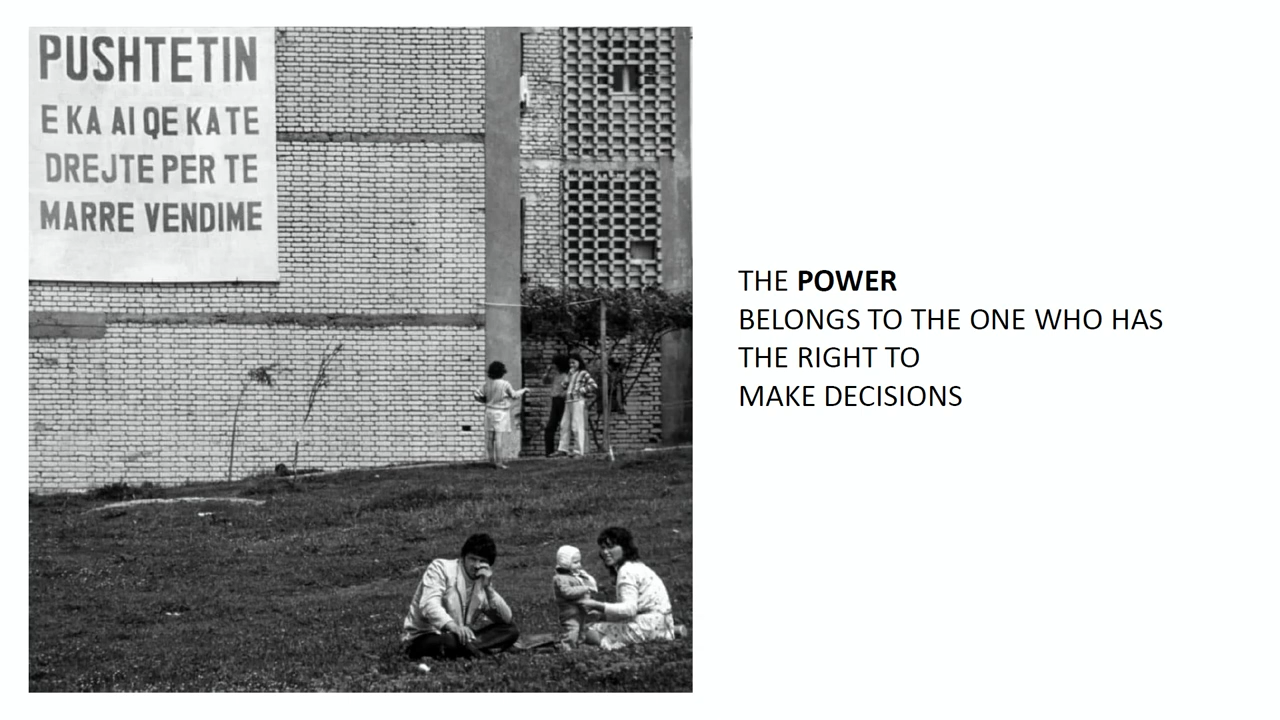 PUSHTETIN
E KA AI QE KA TE
DREJTE PER TE
MARRE VENDIME
THE POWER
BELONGS TO THE ONE WHO HAS
THE RIGHT TO
MAKE DECISIONS